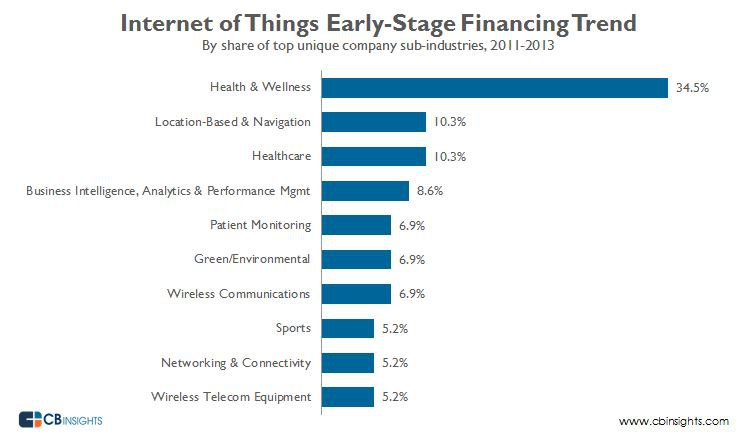 Internet of Things Early-Stage Financing Trend
By share of top unique company sub-industries, 2011-2013
Health & Wellness 34.5%
Location-Based & Navigation 10.3%
Healthcare 10.3%
Business Intelligence, Analytics & Performance Mgmt 8.6%
Patient Monitoring 6.9%
Green/Environmental 6.9%
Wireless Communications 6.9%
Sports 5.2%
Networking & Connectivity 5.2%
Wireless Telecom Equipment 5.2%
CBINSIGHTS www.cbinsights.com